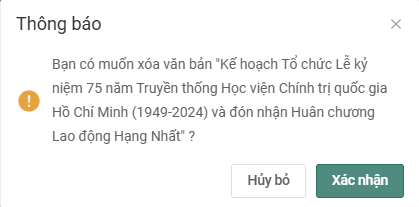 Thông báo
Bạn có muốn xóa văn bản "Kế hoạch Tổ chức Lễ kỷ
niệm 75 năm Truyền thống Học viện Chính trị quốc gia
Hồ Chí Minh (1949-2024) và đón nhận Huân chương
Lao động Hạng Nhất" ?
Hủy bỏ
Xác nhận